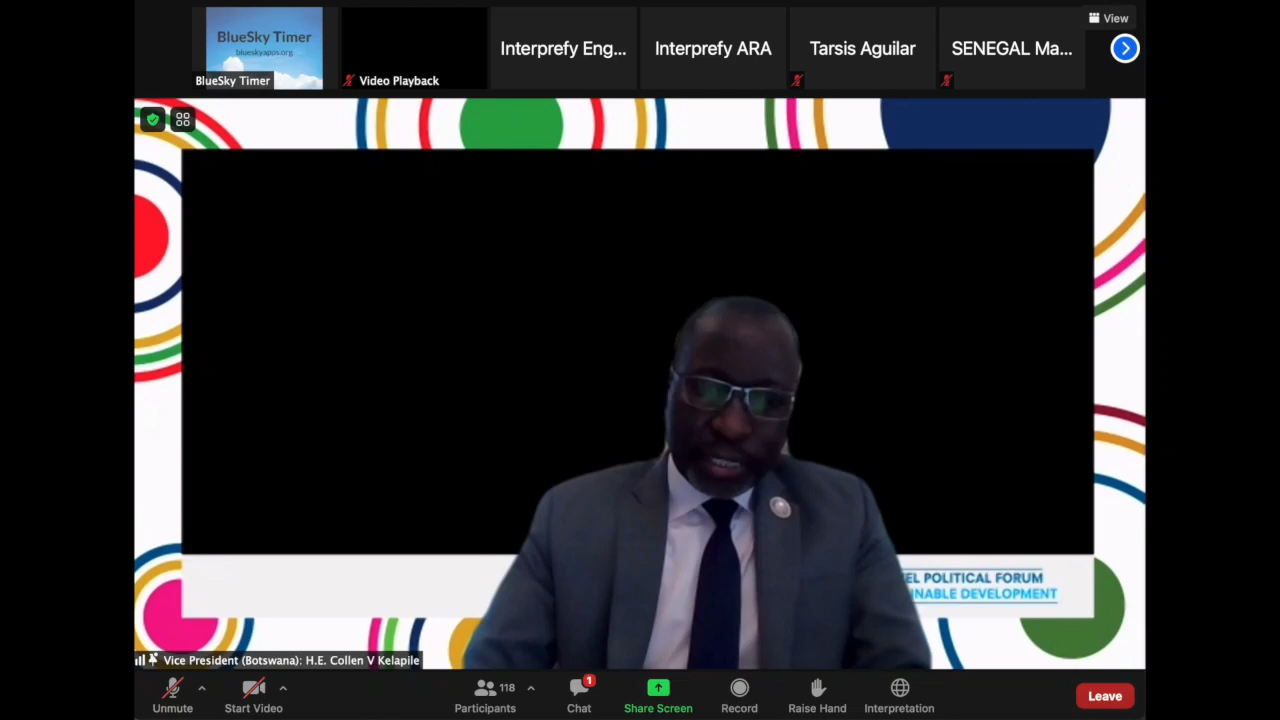 BlueSky Timer
blueskyapus.org
BlueSky Timer
Video Playback
Interprefy Eng...
Interprefy ARA
Tarsis Aguilar
SENEGAL Ma...
View
EL POLITICAL FORUM
NABLE DEVELOPMENT
Vice President (Botswana): H.E. Collen V Kelapile
Unmute
Start Video
118
Participants
1
Chat
Share Screen
Record
Raise Hand
Interpretation
Leave